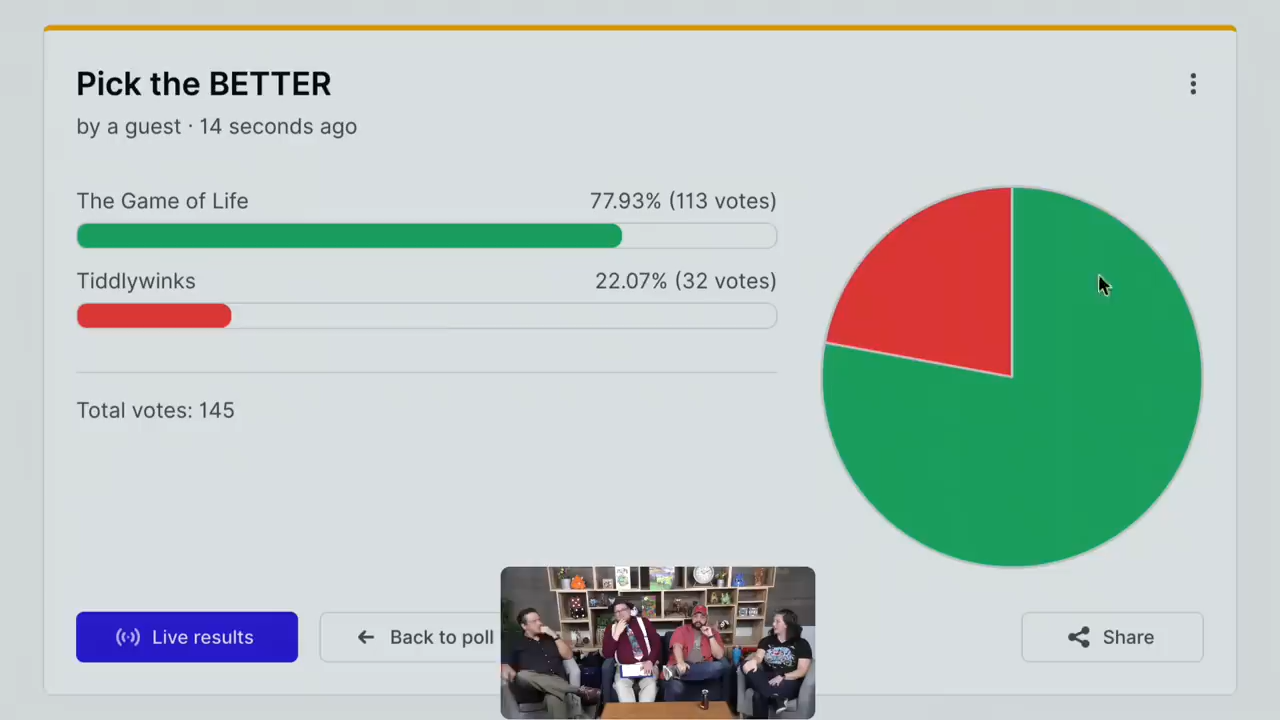 Pick the BETTER
by a guest · 14 seconds ago
The Game of Life 77.93% (113 votes)
Tiddlywinks 22.07% (32 votes)
Total votes: 145
Live results
Back to poll
Share